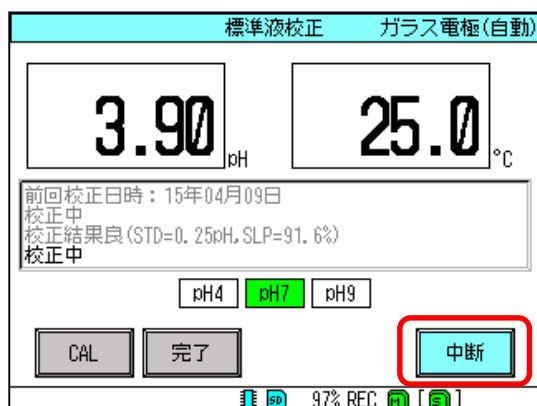 標準液校正 ガラス電極(自動)
3.90 pH 25.0 °C
前回校正日時：15年04月09日
校正中
校正結果良(STD=0.25pH,SLP=91.6%)
校正中
pH4 pH7 pH9
CAL 完了 中断
SD 97% REC M [S]